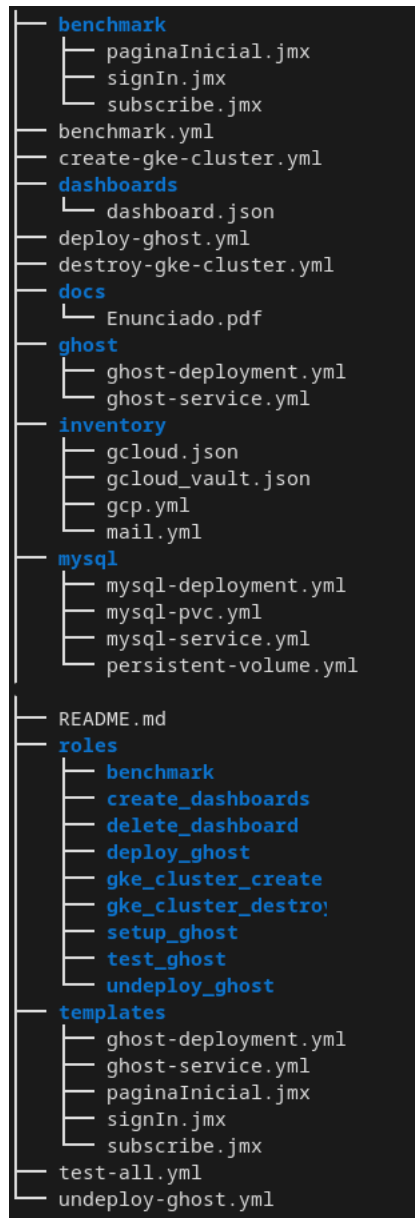 benchmark
paginaInicial.jmx
signIn.jmx
subscribe.jmx
benchmark.yml
create-gke-cluster.yml
dashboards
dashboard.json
deploy-ghost.yml
destroy-gke-cluster.yml
docs
Enunciado.pdf
ghost
ghost-deployment.yml
ghost-service.yml
inventory
gcloud.json
gcloud_vault.json
gcp.yml
mail.yml
mysql
mysql-deployment.yml
mysql-pvc.yml
mysql-service.yml
persistent-volume.yml
README.md
roles
benchmark
create_dashboards
delete_dashboard
deploy_ghost
gke_cluster_create
gke_cluster_destroy
setup_ghost
test_ghost
undeploy_ghost
templates
ghost-deployment.yml
ghost-service.yml
paginaInicial.jmx
signIn.jmx
subscribe.jmx
test-all.yml
undeploy-ghost.yml